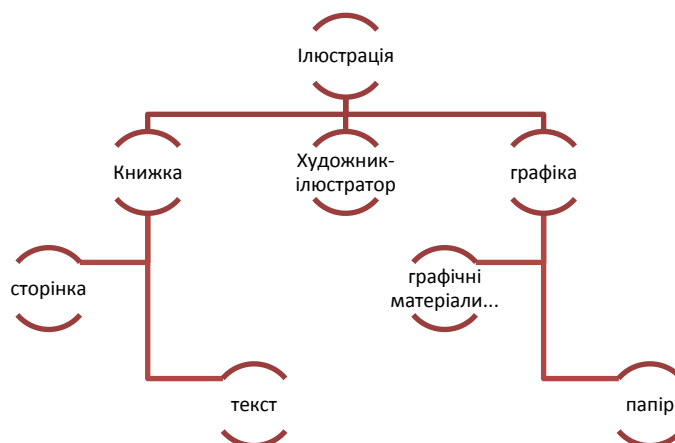 Ілюстрація
Книжка
Художник-
ілюстратор
графіка
сторінка
графічні
матеріали...
текст
папір